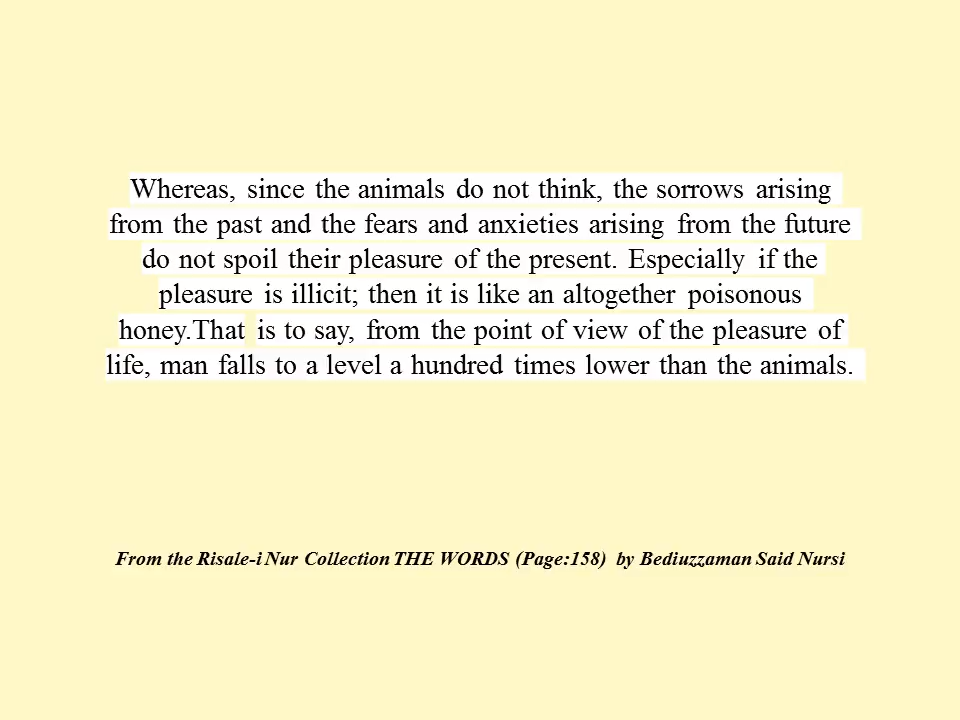 Whereas, since the animals do not think, the sorrows arising
from the past and the fears and anxieties arising from the future
do not spoil their pleasure of the present. Especially if the
pleasure is illicit; then it is like an altogether poisonous
honey.That is to say, from the point of view of the pleasure of
life, man falls to a level a hundred times lower than the animals.
From the Risale-i Nur Collection THE WORDS (Page:158) by Bediuzzaman Said Nursi